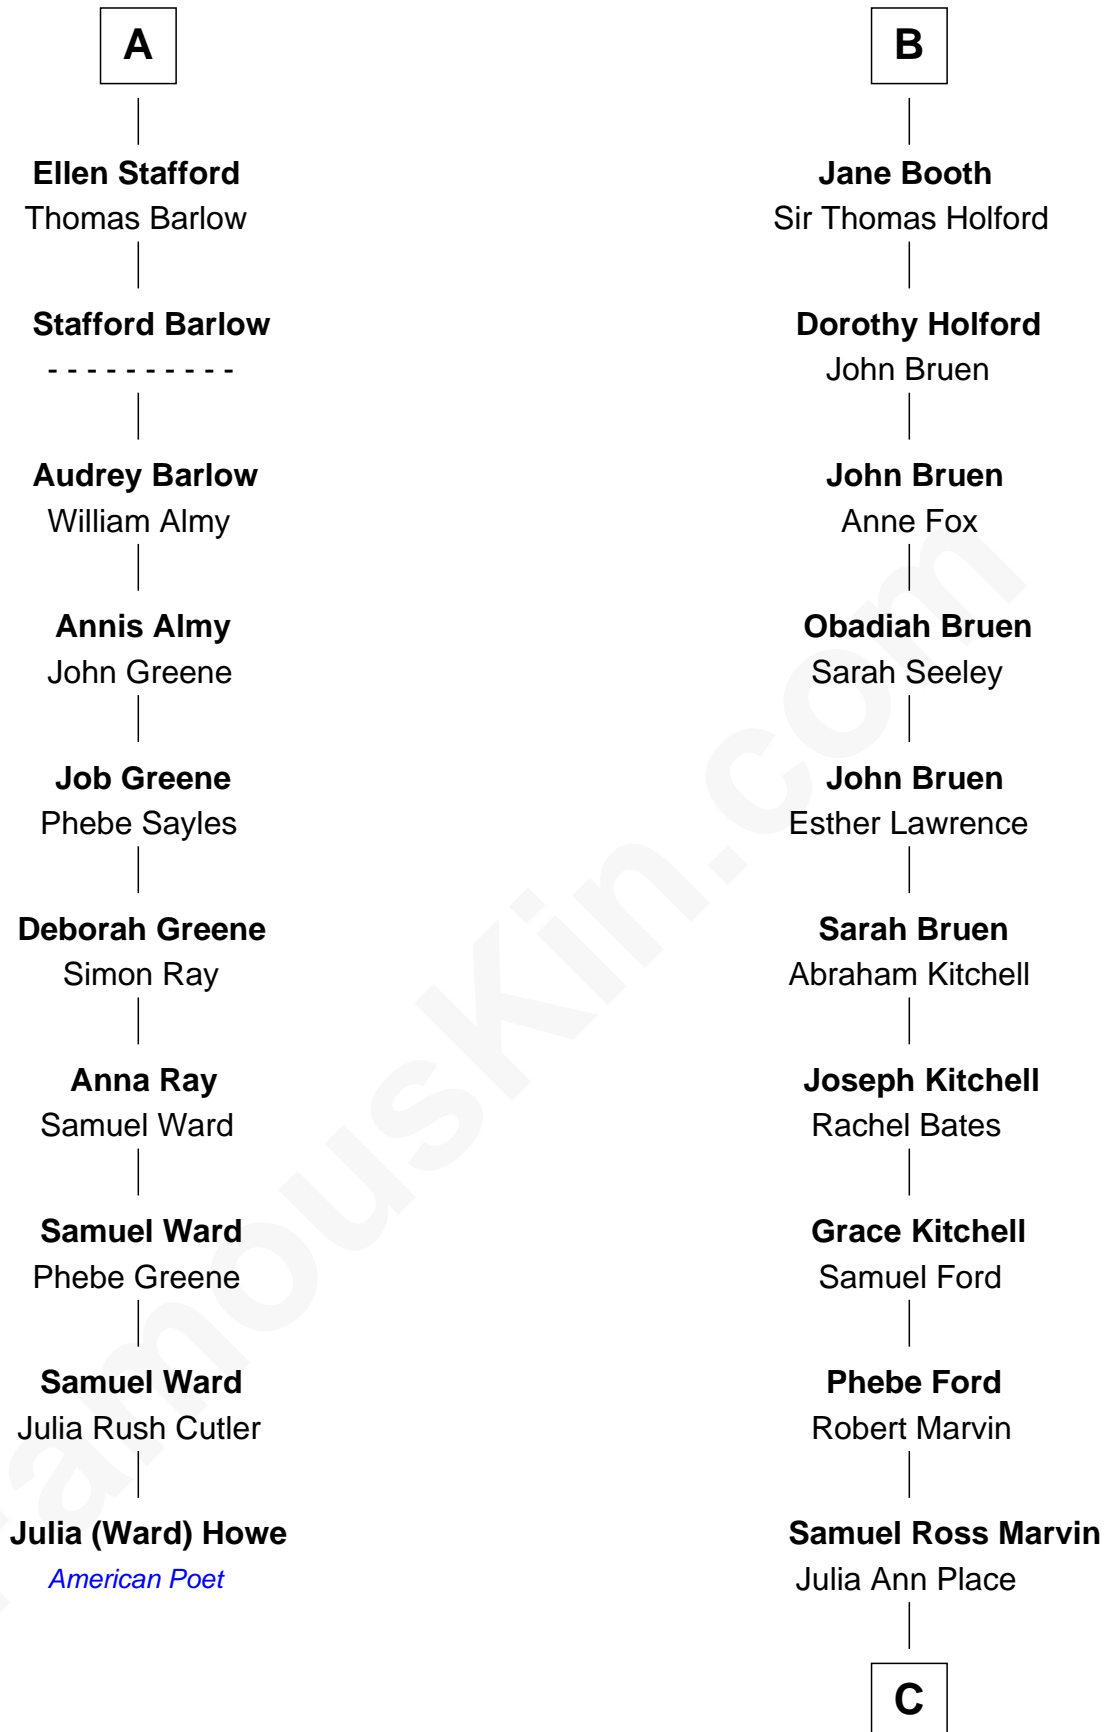 A
Ellen Stafford
Thomas Barlow
Stafford Barlow
- - - - - - - - - -
Audrey Barlow
William Almy
Annis Almy
John Greene
Job Greene
Phebe Sayles
Deborah Greene
Simon Ray
Anna Ray
Samuel Ward
Samuel Ward
Phebe Greene
Samuel Ward
Julia Rush Cutler
Julia (Ward) Howe
American Poet
B
Jane Booth
Sir Thomas Holford
Dorothy Holford
John Bruen
John Bruen
Anne Fox
Obadiah Bruen
Sarah Seeley
John Bruen
Esther Lawrence
Sarah Bruen
Abraham Kitchell
Joseph Kitchell
Rachel Bates
Grace Kitchell
Samuel Ford
Phebe Ford
Robert Marvin
Samuel Ross Marvin
Julia Ann Place
C
FamousKin.com